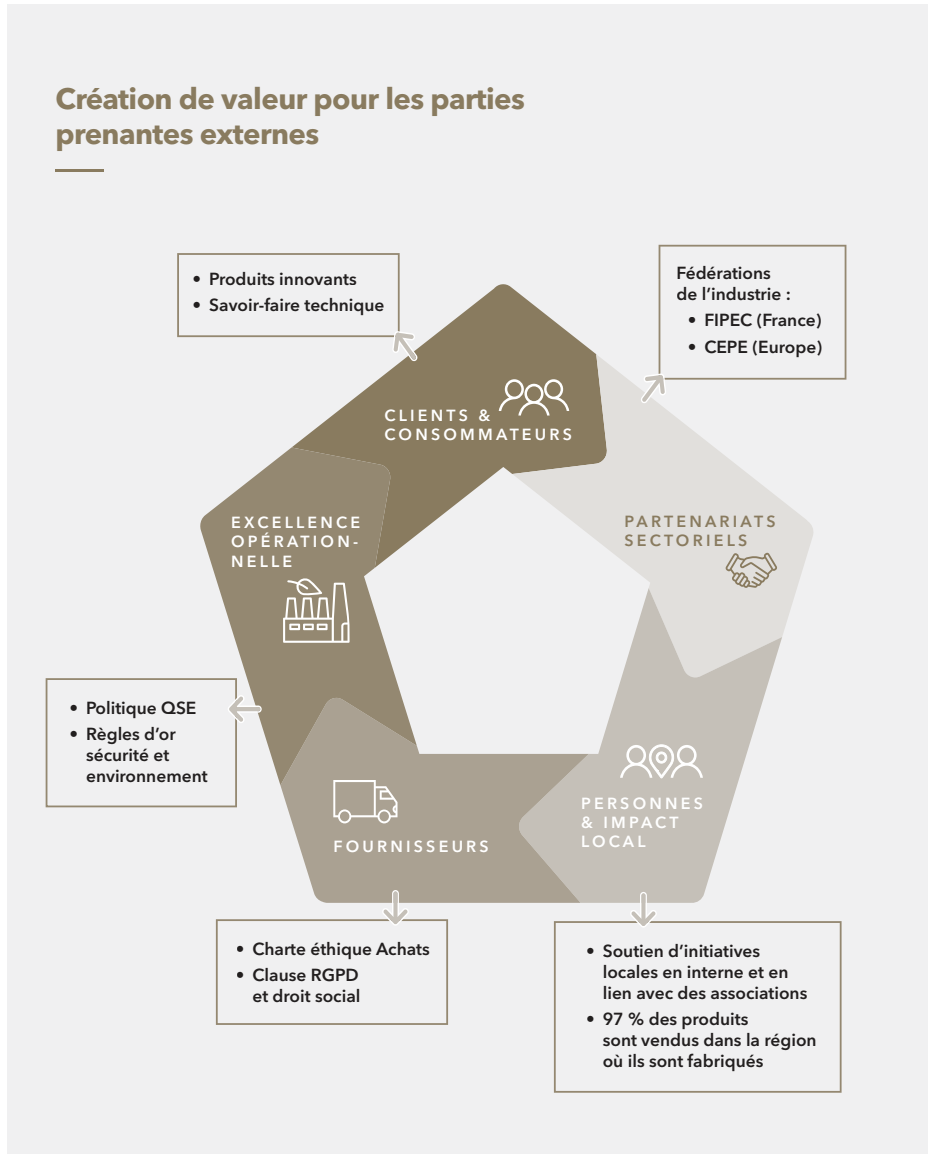 Création de valeur pour les parties
prenantes externes
• Produits innovants
• Savoir-faire technique
Fédérations
de l’industrie :
• FIPEC (France)
• CEPE (Europe)
CLIENTS &
CONSOMMATEURS
EXCELLENCE
OPÉRATION-
NELLE
PARTENARIATS
SECTORIELS
• Politique QSE
• Règles d’or
sécurité et
environnement
PERSONNES
& IMPACT
LOCAL
FOURNISSEURS
• Charte éthique Achats
• Clause RGPD
et droit social
• Soutien d’initiatives
locales en interne et en
lien avec des associations
• 97 % des produits
sont vendus dans la région
où ils sont fabriqués